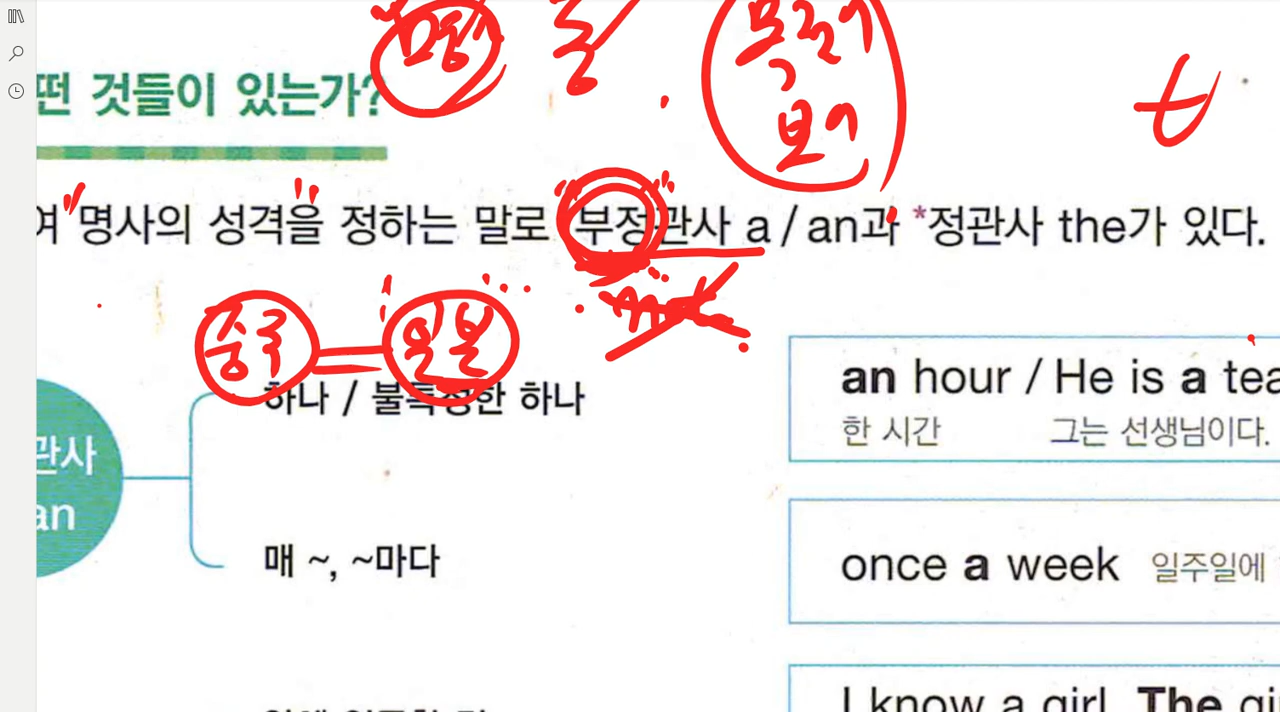 떤 것들이 있는가?
목적어
보어
여 명사의 성격을 정하는 말로 부정관사 a / an과 *정관사 the가 있다.
중국 일본
하나 / 불특정한 하나
an hour / He is a tea
한 시간 그는 선생님이다.
관사
an
매 ~, ~마다
once a week 일주일에
I know a girl. The gi